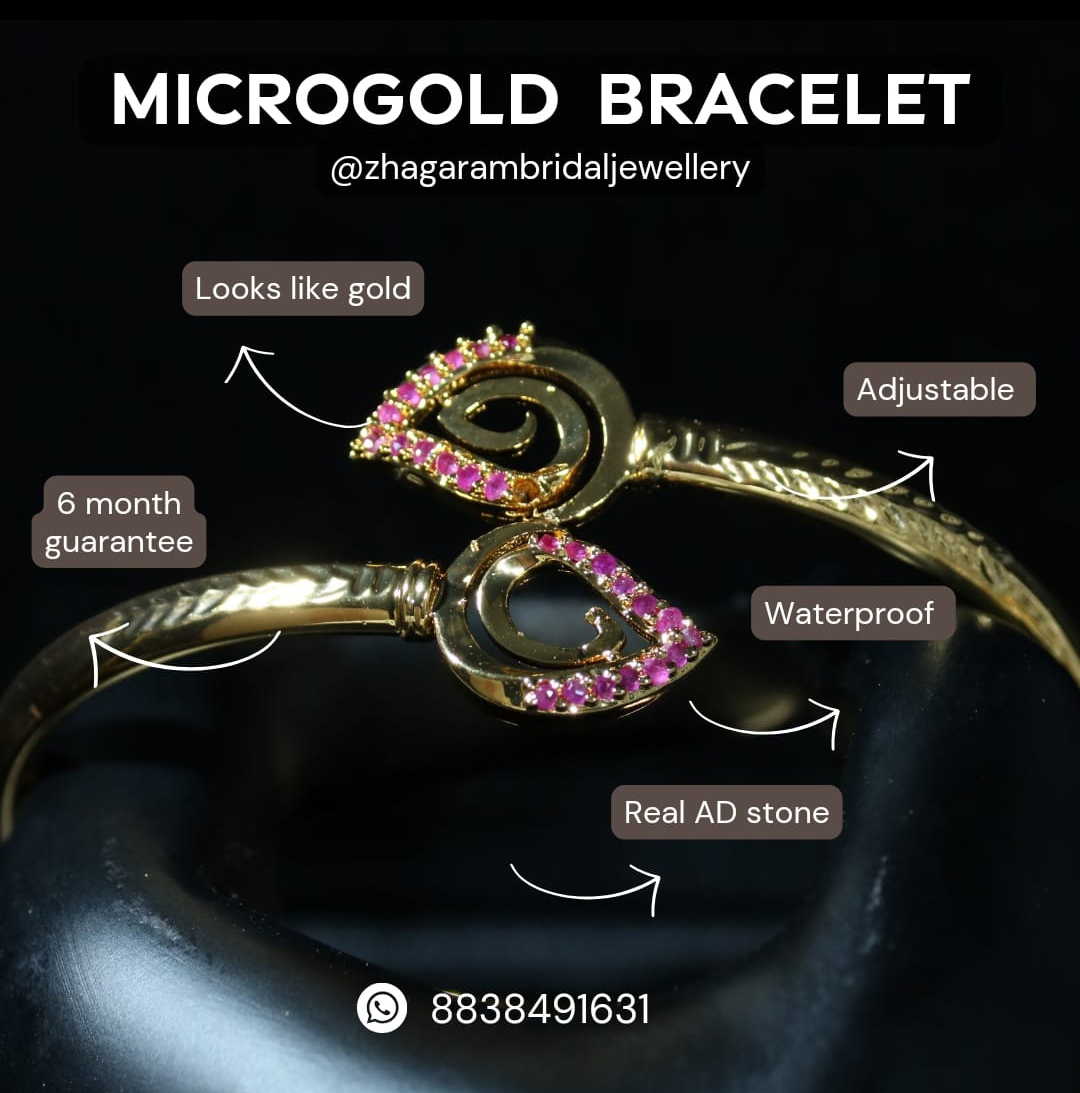 MICROGOLD BRACELET
@zhagarambridaljewellery
Looks like gold
Adjustable
6 month
guarantee
Waterproof
Real AD stone
8838491631